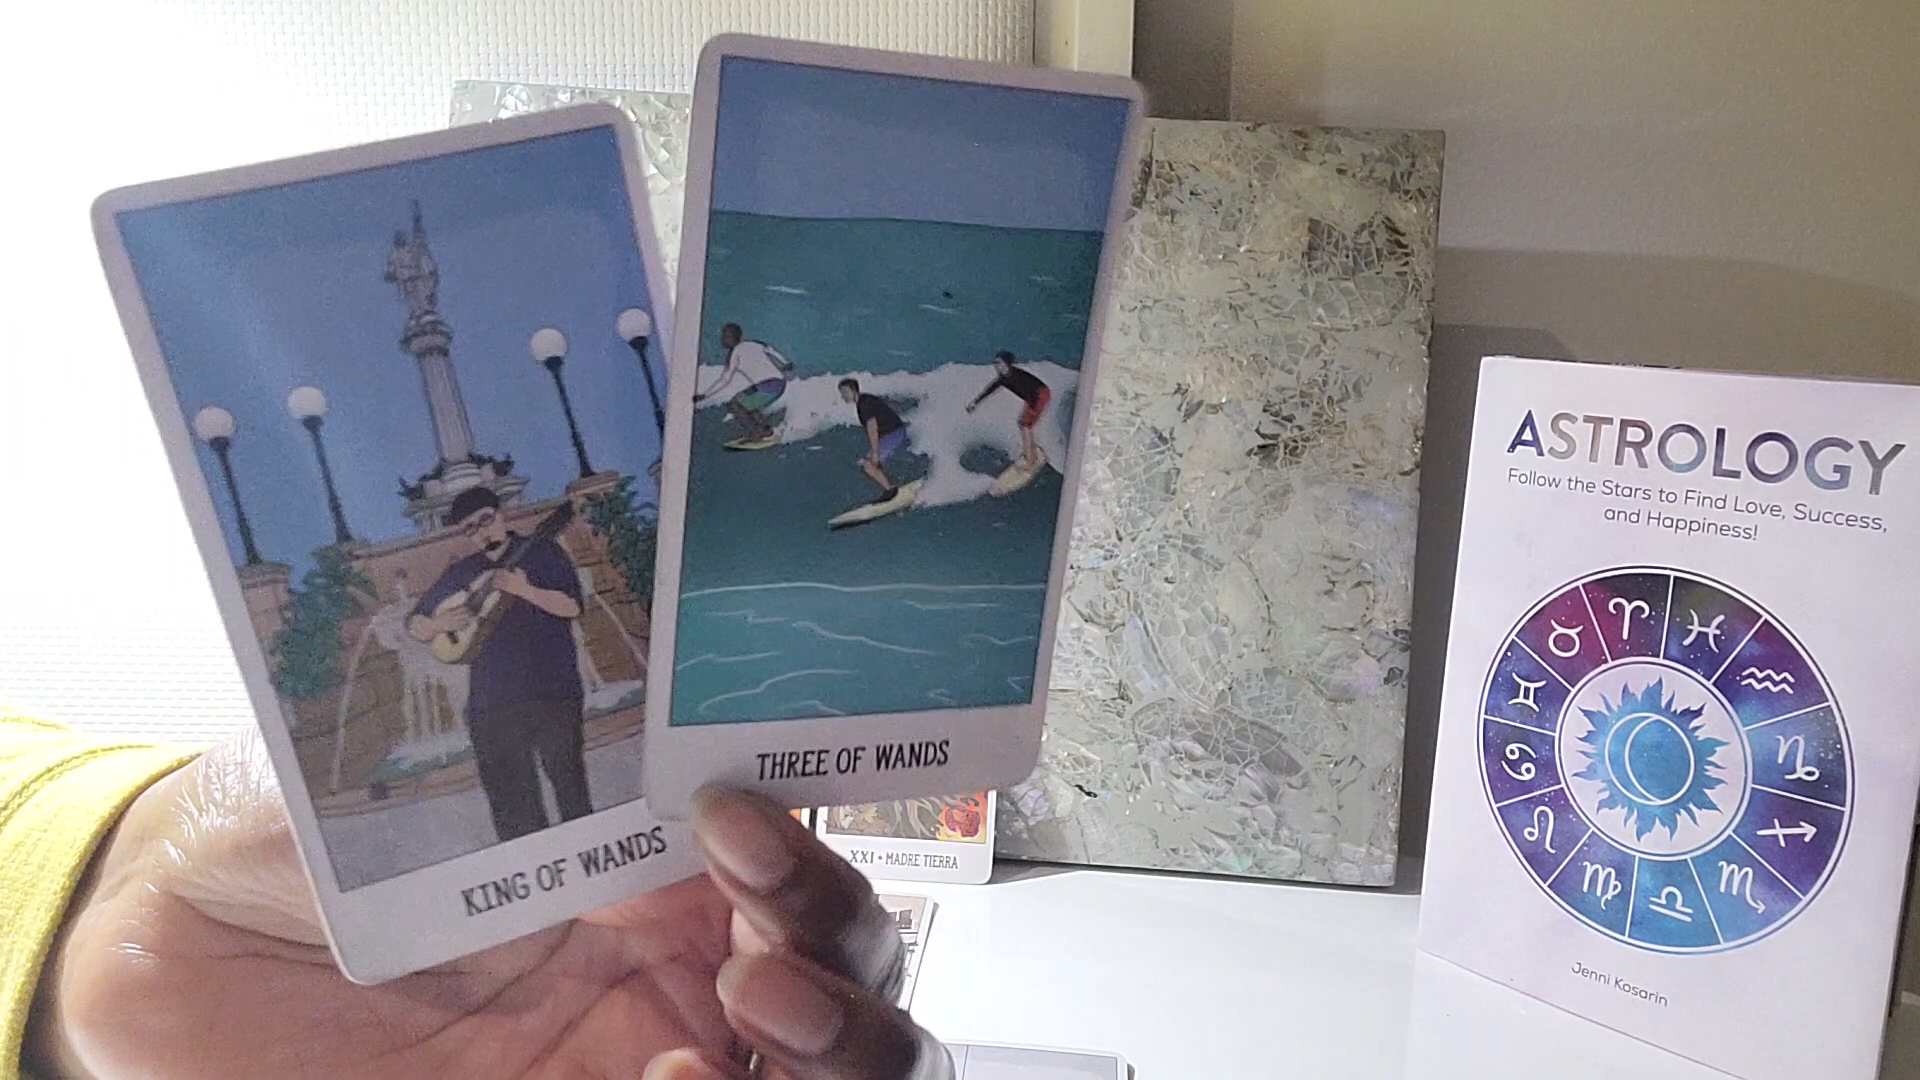 KING OF WANDS
THREE OF WANDS
XXI • MADRE TIERRA
ASTROLOGY
Follow the Stars to Find Love, Success,
and Happiness!
Jenni Kosarin